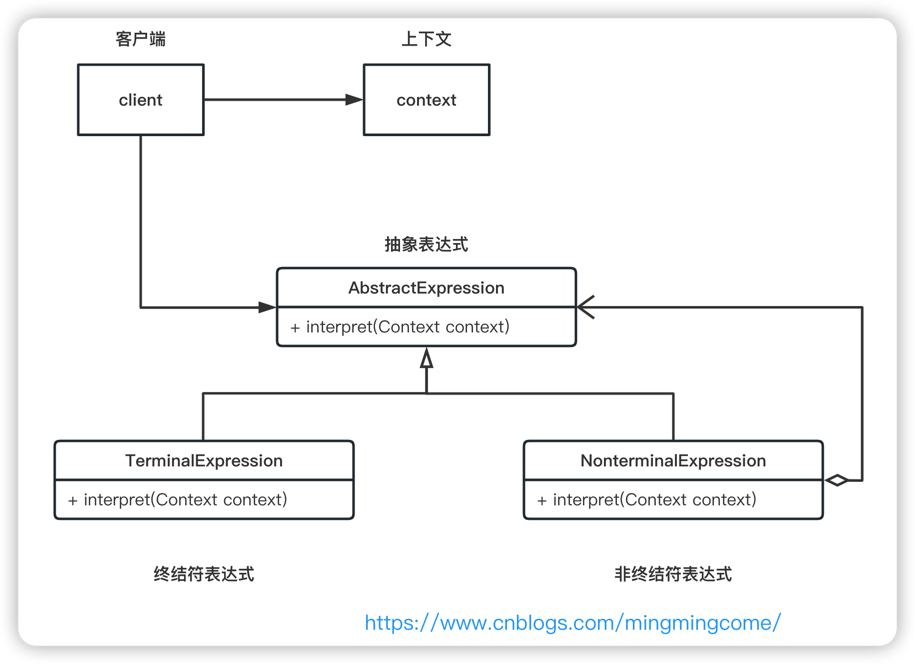 客户端
上下文
client
context
抽象表达式
AbstractExpression
+ interpret(Context context)
TerminalExpression
+ interpret(Context context)
NonterminalExpression
+ interpret(Context context)
终结符表达式
非终结符表达式
https://www.cnblogs.com/mingmingcome/